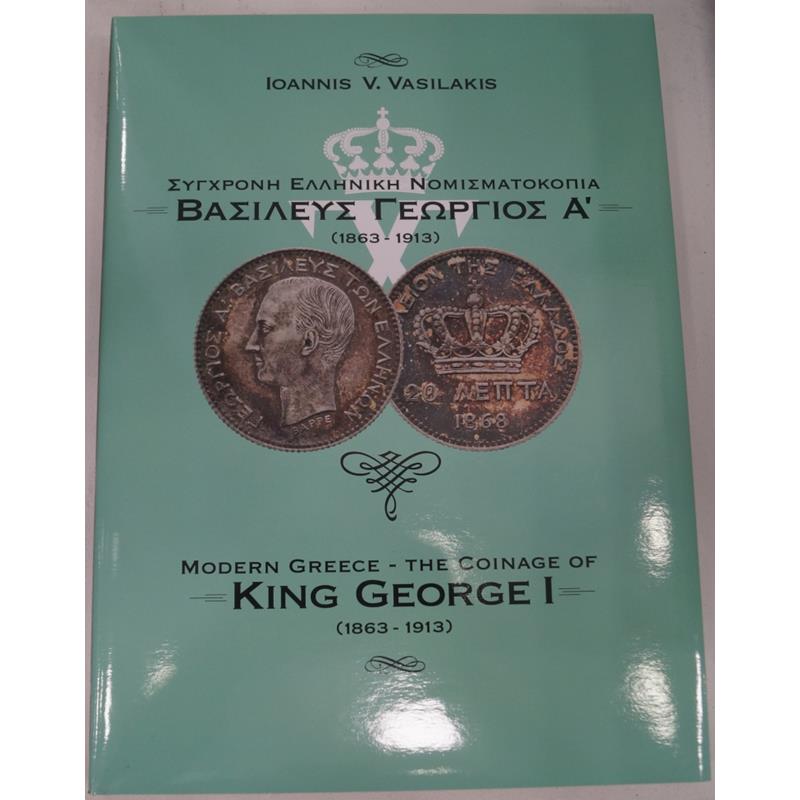 IOANNIS V. VASILAKIS
ΣΥΓΧΡΟΝΗ ΕΛΛΗΝΙΚΗ ΝΟΜΙΣΜΑΤΟΚΟΠΙΑ
ΒΑΣΙΛΕΥΣ ΓΕΩΡΓΙΟΣ Α'
(1863 - 1913)
ΓΕΩΡΓΙΟΣ Α! ΒΑΣΙΛΕΥΣ ΤΩΝ ΕΛΛΗΝΩΝ
BAPPE
ΤΗΣ ΕΛΛΑΔΟΣ
20 ΛΕΠΤΑ
1868
MODERN GREECE - THE COINAGE OF
KING GEORGE I
(1863 - 1913)